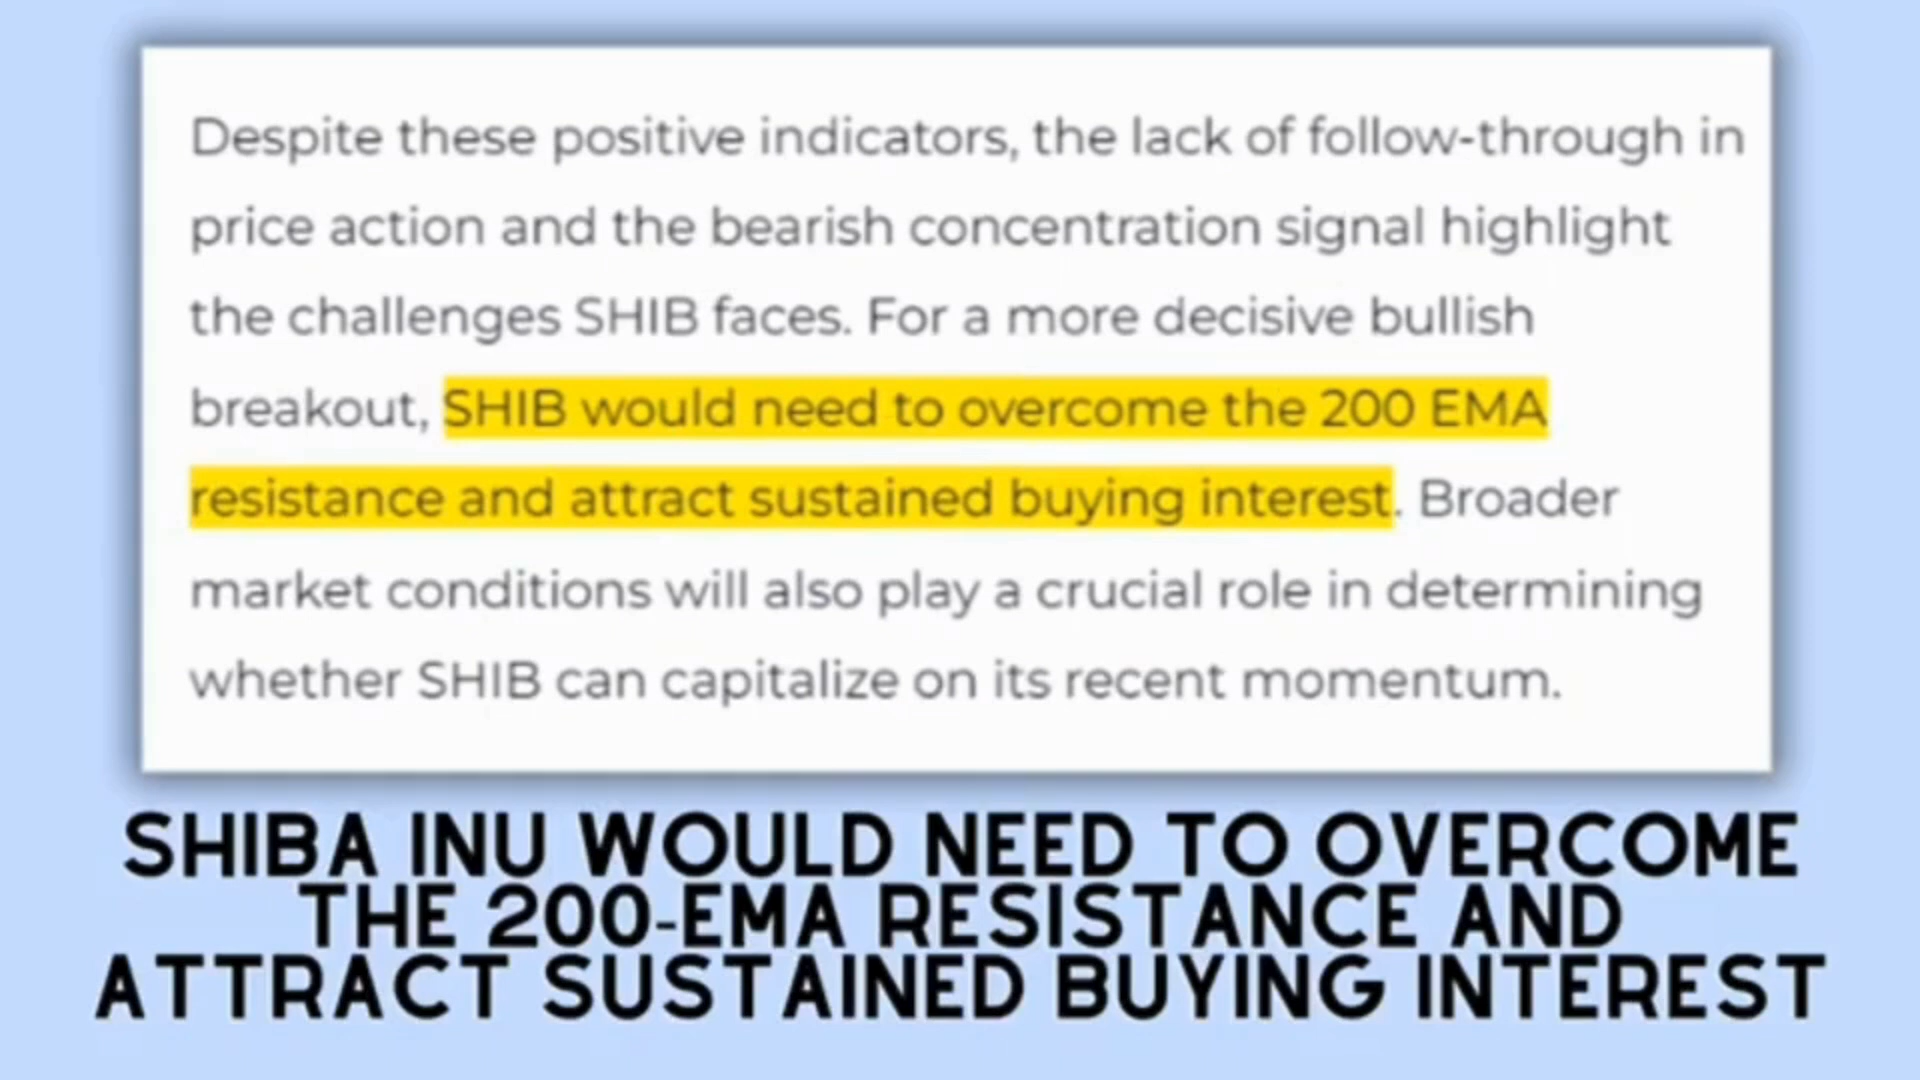 Despite these positive indicators, the lack of follow-through in
price action and the bearish concentration signal highlight
the challenges SHIB faces. For a more decisive bullish
breakout, SHIB would need to overcome the 200 EMA
resistance and attract sustained buying interest. Broader
market conditions will also play a crucial role in determining
whether SHIB can capitalize on its recent momentum.
SHIBA INU WOULD NEED TO OVERCOME
THE 200-EMA RESISTANCE AND
ATTRACT SUSTAINED BUYING INTEREST